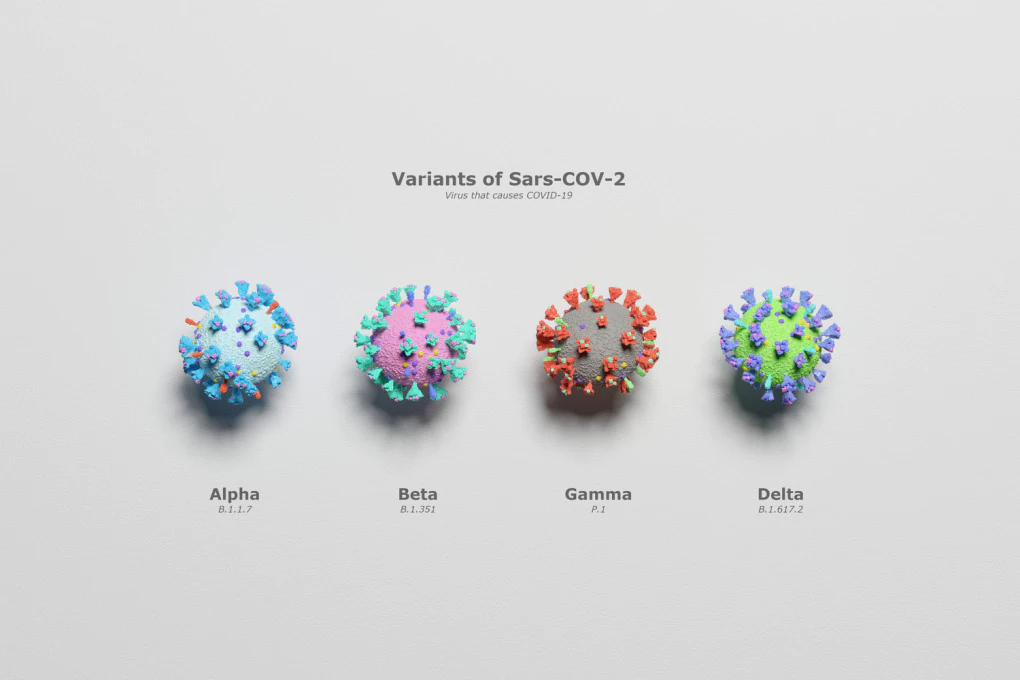 Variants of Sars-COV-2
Virus that causes COVID-19
Alpha
Beta
Gamma
Delta
B.1.1.7
B.1.351
P.1
B.1.617.2